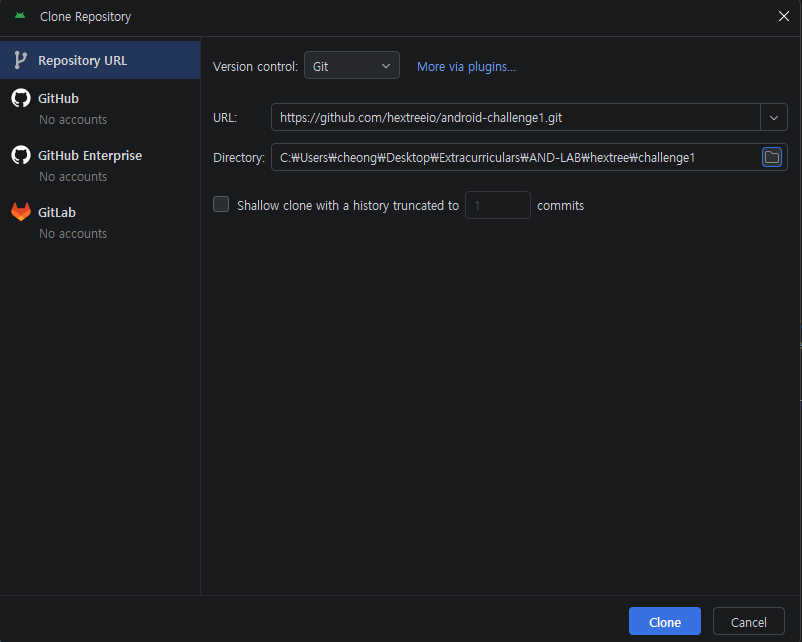 Clone Repository
Repository URL
GitHub
No accounts
GitHub Enterprise
No accounts
GitLab
No accounts
Version control: Git More via plugins...
URL: https://github.com/hextreeio/android-challenge1.git
Directory: C:₩Users₩cheong₩Desktop₩Extracurriculars₩AND-LAB₩hextree₩challenge1
Shallow clone with a history truncated to 1 commits
Clone Cancel